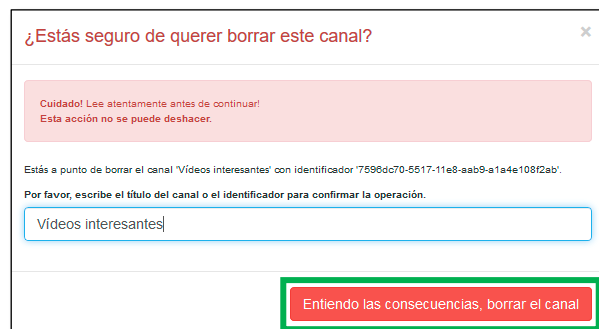 ¿Estás seguro de querer borrar este canal?
×
Cuidado! Lee atentamente antes de continuar!
Esta acción no se puede deshacer.
Estás a punto de borrar el canal 'Vídeos interesantes' con identificador '7596dc70-5517-11e8-aab9-a1a4e108f2ab'.
Por favor, escribe el título del canal o el identificador para confirmar la operación.
Vídeos interesantes
Entiendo las consecuencias, borrar el canal